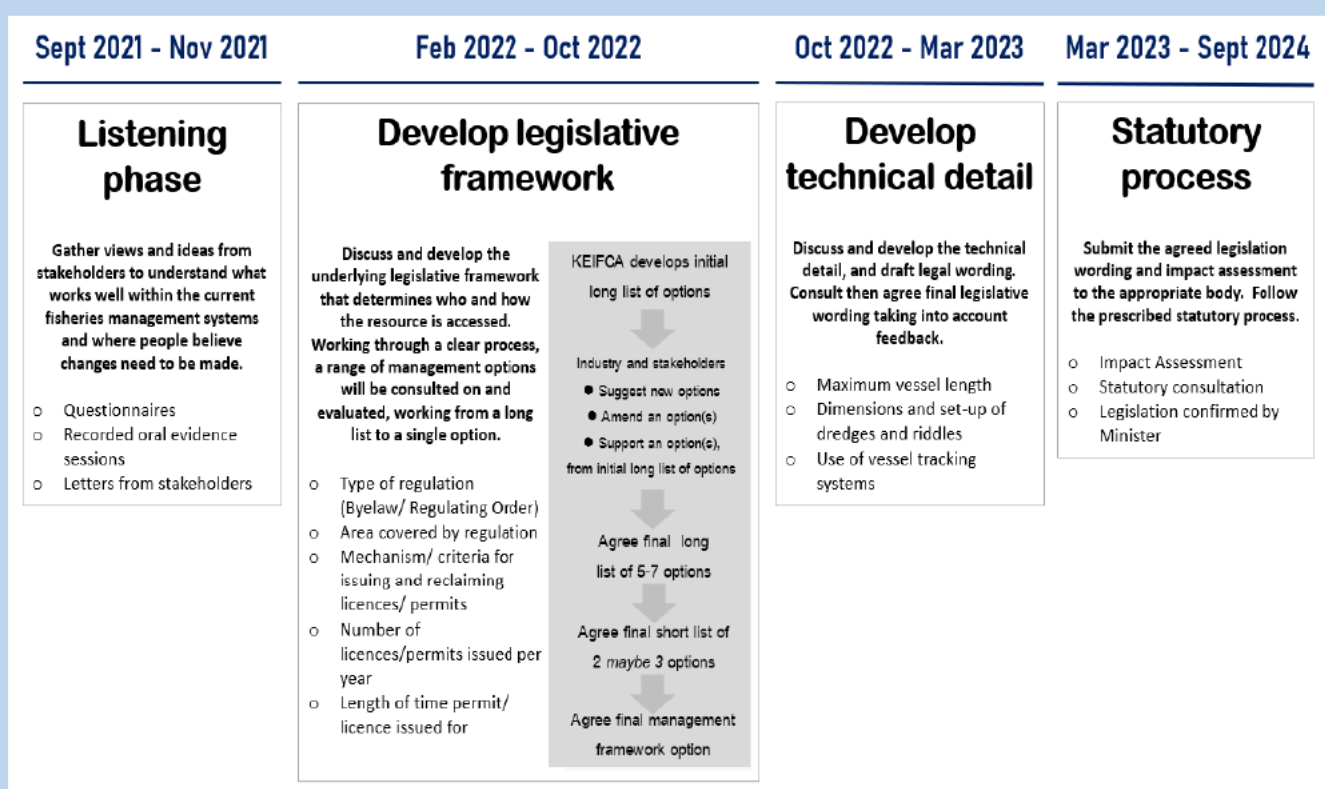 Sept 2021 - Nov 2021
Listening
phase
Gather views and ideas from
stakeholders to understand what
works well within the current
fisheries management systems
and where people believe
changes need to be made.
o Questionnaires
o Recorded oral evidence
sessions
o Letters from stakeholders
Feb 2022 - Oct 2022
Develop legislative
framework
Discuss and develop the
underlying legislative framework
that determines who and how
the resource is accessed.
Working through a clear process,
a range of management options
will be consulted on and
evaluated, working from a long
list to a single option.
o Type of regulation
(Byelaw/ Regulating Order)
o Area covered by regulation
o Mechanism/ criteria for
issuing and reclaiming
licences/ permits
o Number of
licences/permits issued per
year
o Length of time permit/
licence issued for
KEIFCA develops initial
long list of options
Industry and stakeholders
● Suggest new options
● Amend an option(s)
● Support an option(s),
from initial long list of options
Agree final long
list of 5-7 options
Agree final short list of
2 maybe 3 options
Agree final management
framework option
Oct 2022 - Mar 2023
Develop
technical detail
Discuss and develop the technical
detail, and draft legal wording.
Consult then agree final legislative
wording taking into account
feedback.
o Maximum vessel length
o Dimensions and set-up of
dredges and riddles
o Use of vessel tracking
systems
Mar 2023 - Sept 2024
Statutory
process
Submit the agreed legislation
wording and impact assessment
to the appropriate body. Follow
the prescribed statutory process.
o Impact Assessment
o Statutory consultation
o Legislation confirmed by
Minister